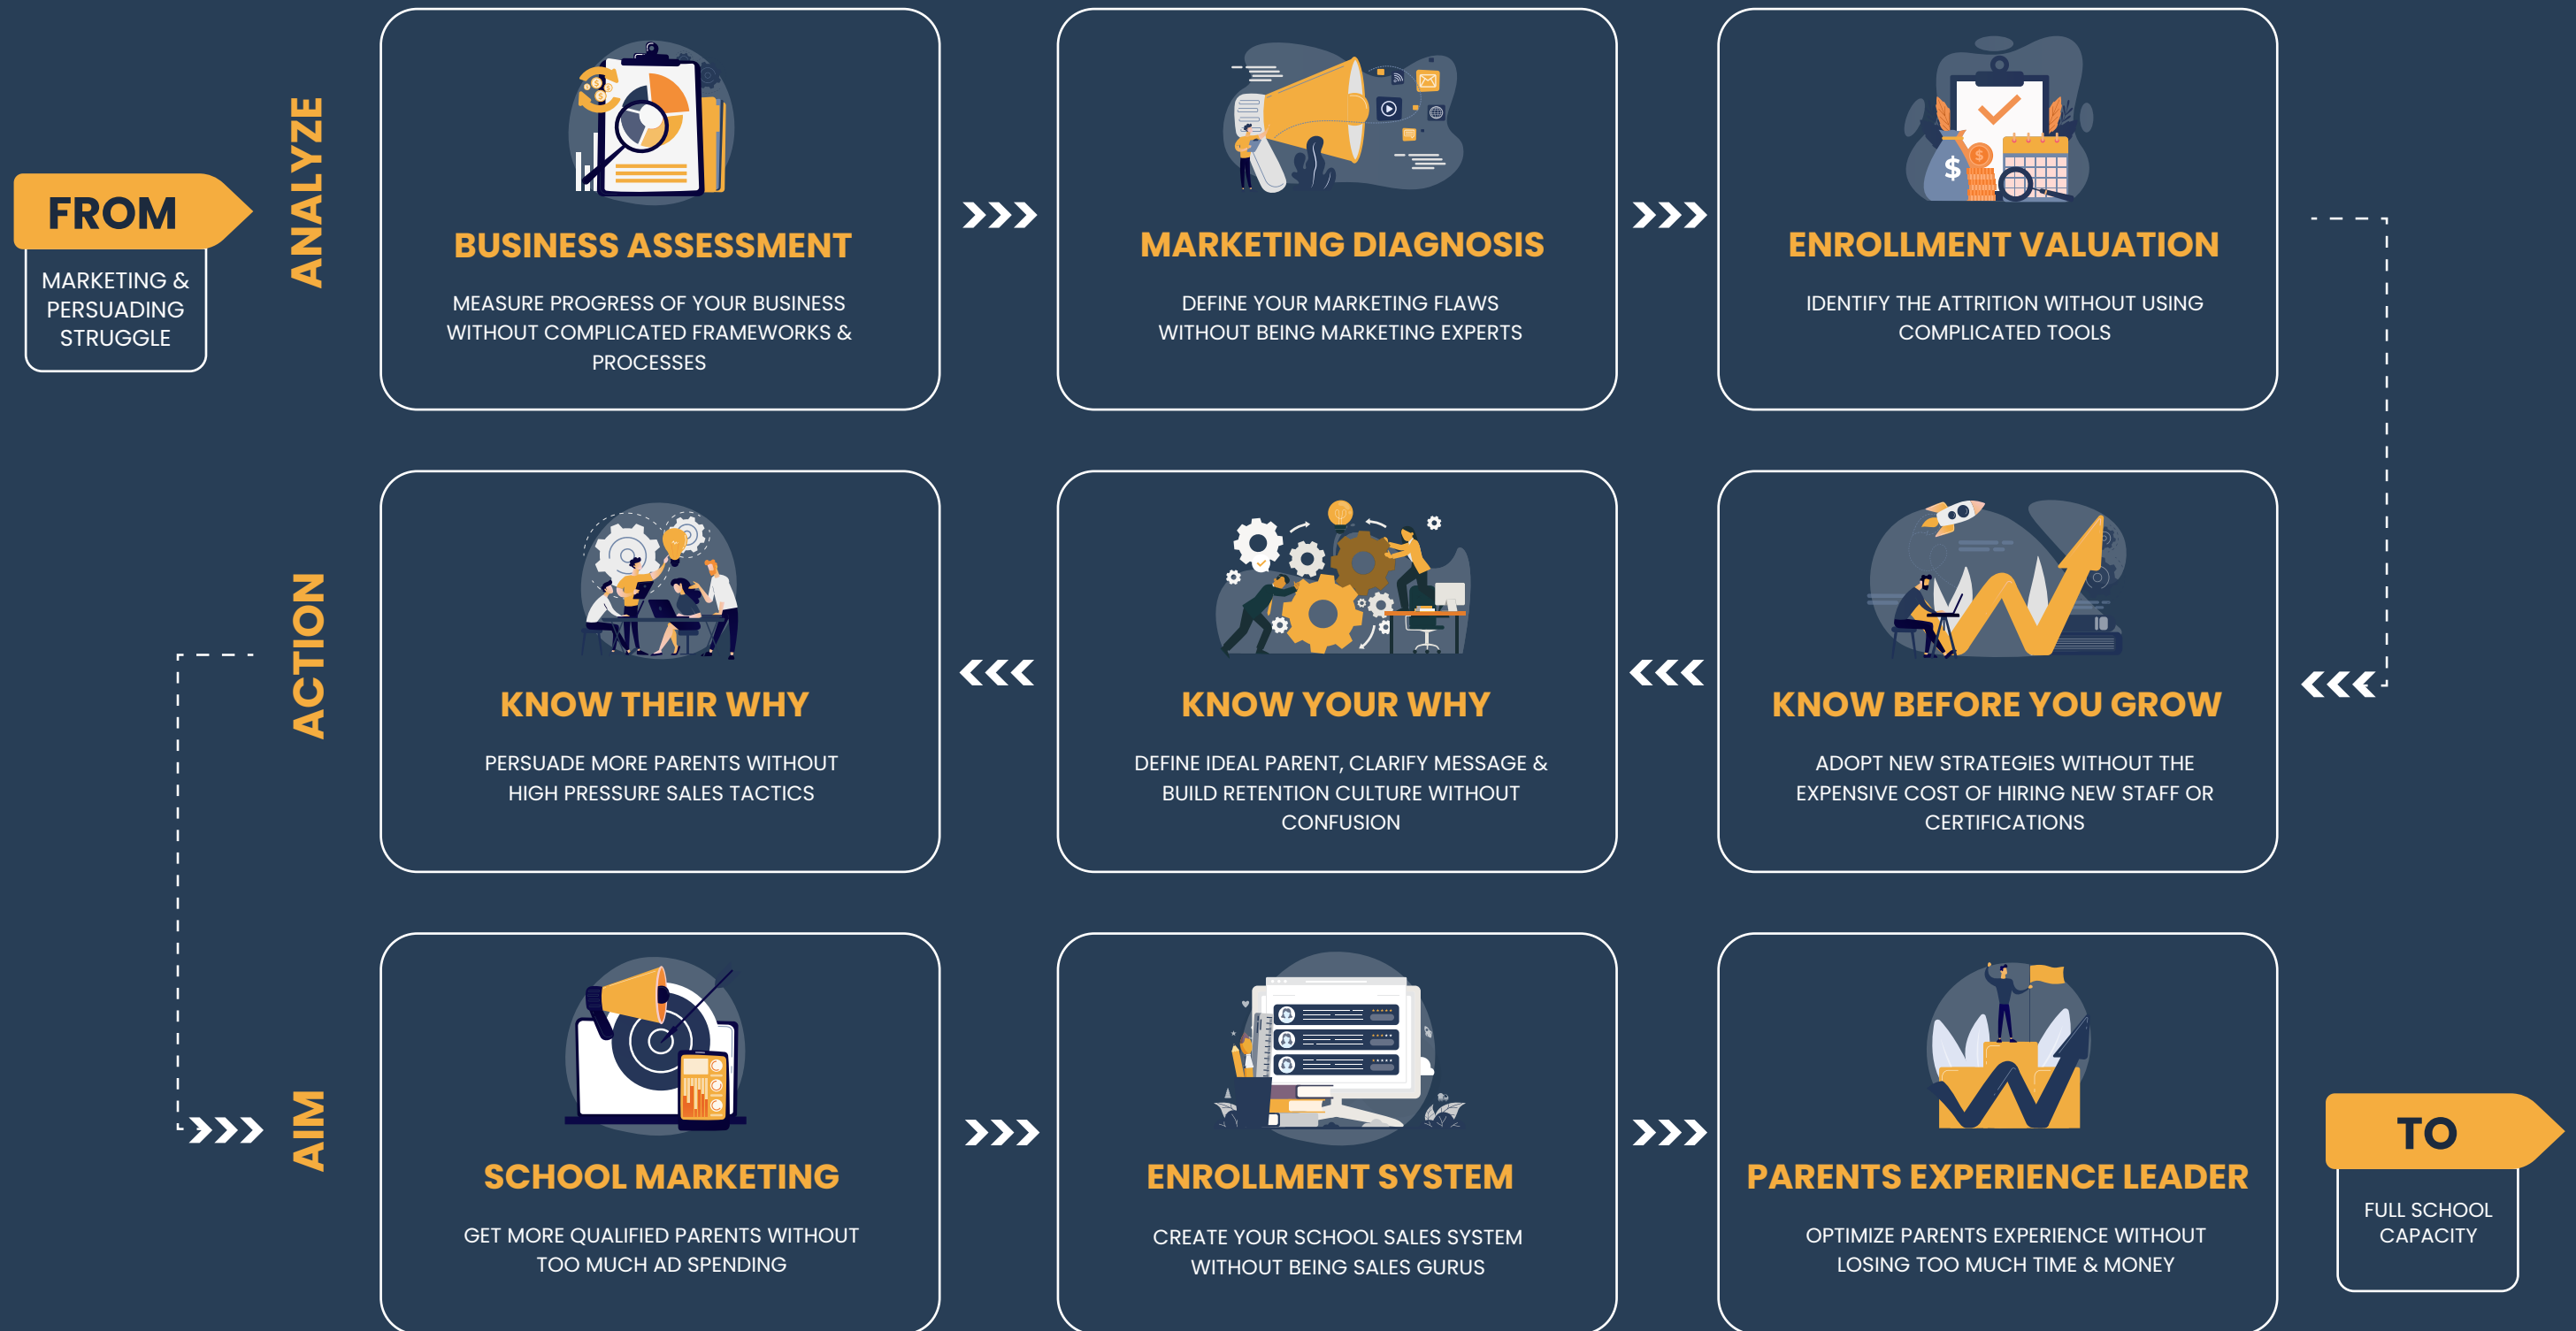 FROM
MARKETING &
PERSUADING
STRUGGLE
ANALYZE
BUSINESS ASSESSMENT
MEASURE PROGRESS OF YOUR BUSINESS
WITHOUT COMPLICATED FRAMEWORKS &
PROCESSES
MARKETING DIAGNOSIS
DEFINE YOUR MARKETING FLAWS
WITHOUT BEING MARKETING EXPERTS
$
ENROLLMENT VALUATION
IDENTIFY THE ATTRITION WITHOUT USING
COMPLICATED TOOLS
ACTION
KNOW BEFORE YOU GROW
ADOPT NEW STRATEGIES WITHOUT THE
EXPENSIVE COST OF HIRING NEW STAFF OR
CERTIFICATIONS
KNOW YOUR WHY
DEFINE IDEAL PARENT, CLARIFY MESSAGE &
BUILD RETENTION CULTURE WITHOUT
CONFUSION
KNOW THEIR WHY
PERSUADE MORE PARENTS WITHOUT
HIGH PRESSURE SALES TACTICS
AIM
SCHOOL MARKETING
GET MORE QUALIFIED PARENTS WITHOUT
TOO MUCH AD SPENDING
ENROLLMENT SYSTEM
CREATE YOUR SCHOOL SALES SYSTEM
WITHOUT BEING SALES GURUS
PARENTS EXPERIENCE LEADER
OPTIMIZE PARENTS EXPERIENCE WITHOUT
LOSING TOO MUCH TIME & MONEY
TO
FULL SCHOOL
CAPACITY